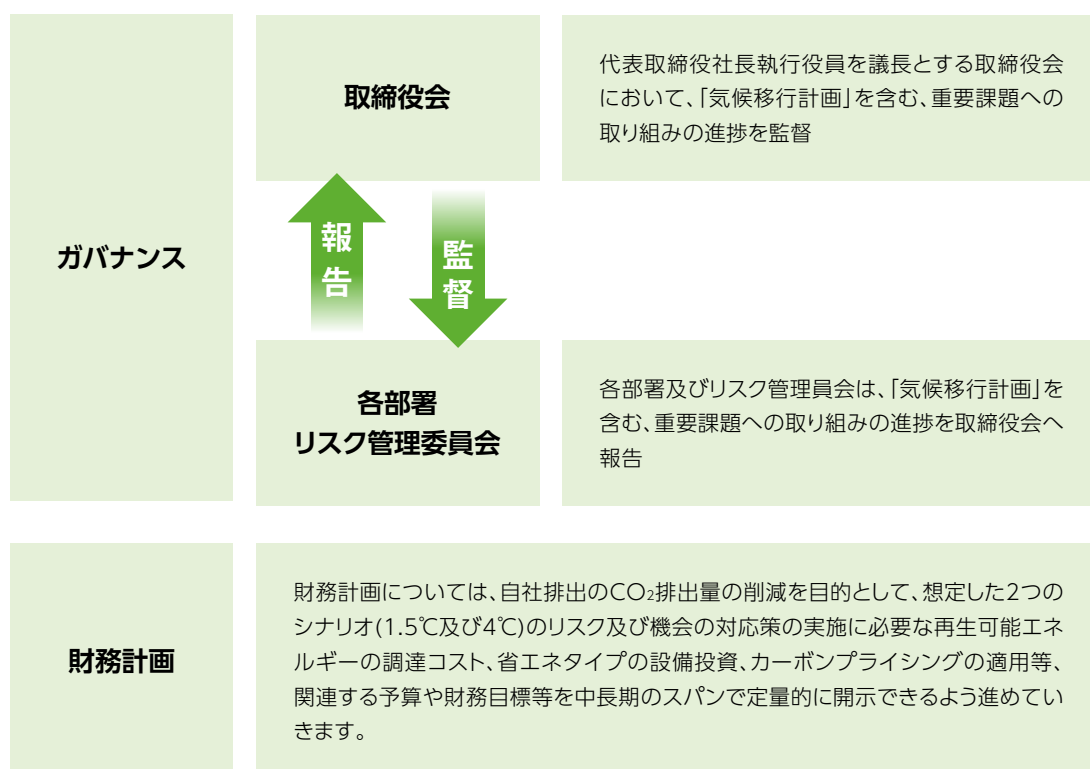 ガバナンス
取締役会
代表取締役社長執行役員を議長とする取締役会
において、「気候移行計画」を含む、重要課題への
取り組みの進捗を監督
報告
監督
各部署
リスク管理委員会
各部署及びリスク管理員会は、「気候移行計画」を
含む、重要課題への取り組みの進捗を取締役会へ
報告
財務計画
財務計画については、自社排出のCO₂排出量の削減を目的として、想定した2つの
シナリオ(1.5℃及び4℃)のリスク及び機会の対応策の実施に必要な再生可能エネ
ルギーの調達コスト、省エネタイプの設備投資、カーボンプライシングの適用等、
関連する予算や財務目標等を中長期のスパンで定量的に開示できるよう進めてい
きます。